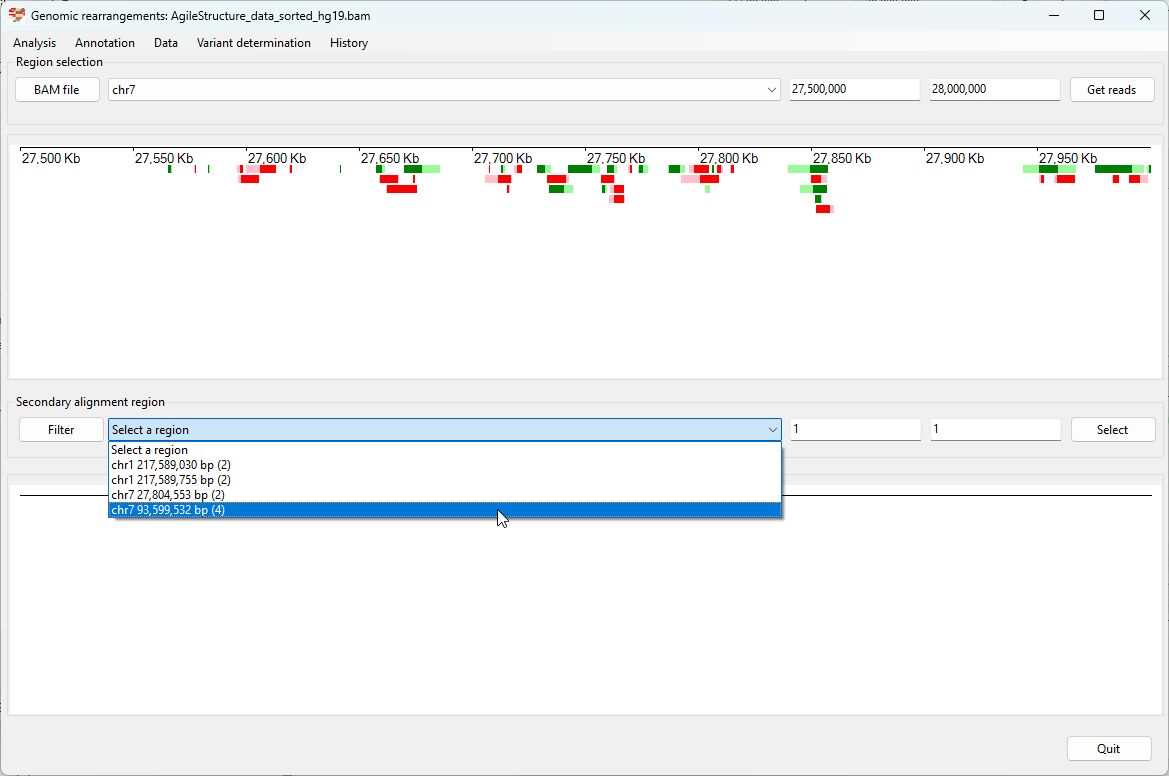 Genomic rearrangements: AgileStructure_data_sorted_hg19.bam
Analysis Annotation Data Variant determination History
Region selection
BAM file chr7 27,500,000 28,000,000 Get reads
27,500 Kb 27,550 Kb 27,600 Kb 27,650 Kb 27,700 Kb 27,750 Kb 27,800 Kb 27,850 Kb 27,900 Kb 27,950 Kb
Secondary alignment region
Filter Select a region 1 1 Select
Select a region
chr1 217,589,030 bp (2)
chr1 217,589,755 bp (2)
chr7 27,804,553 bp (2)
chr7 93,599,532 bp (4)
Quit